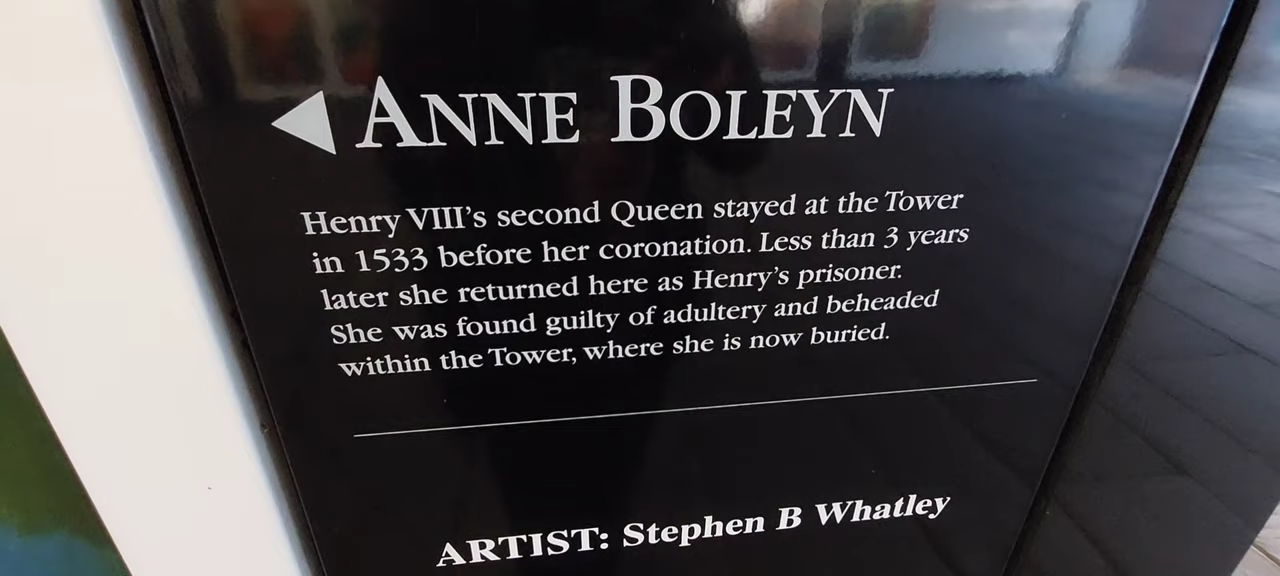 ANNE BOLEYN
Henry VIII's second Queen stayed at the Tower
in 1533 before her coronation. Less than 3 years
later she returned here as Henry's prisoner.
She was found guilty of adultery and beheaded
within the Tower, where she is now buried.
ARTIST: Stephen B Whatley